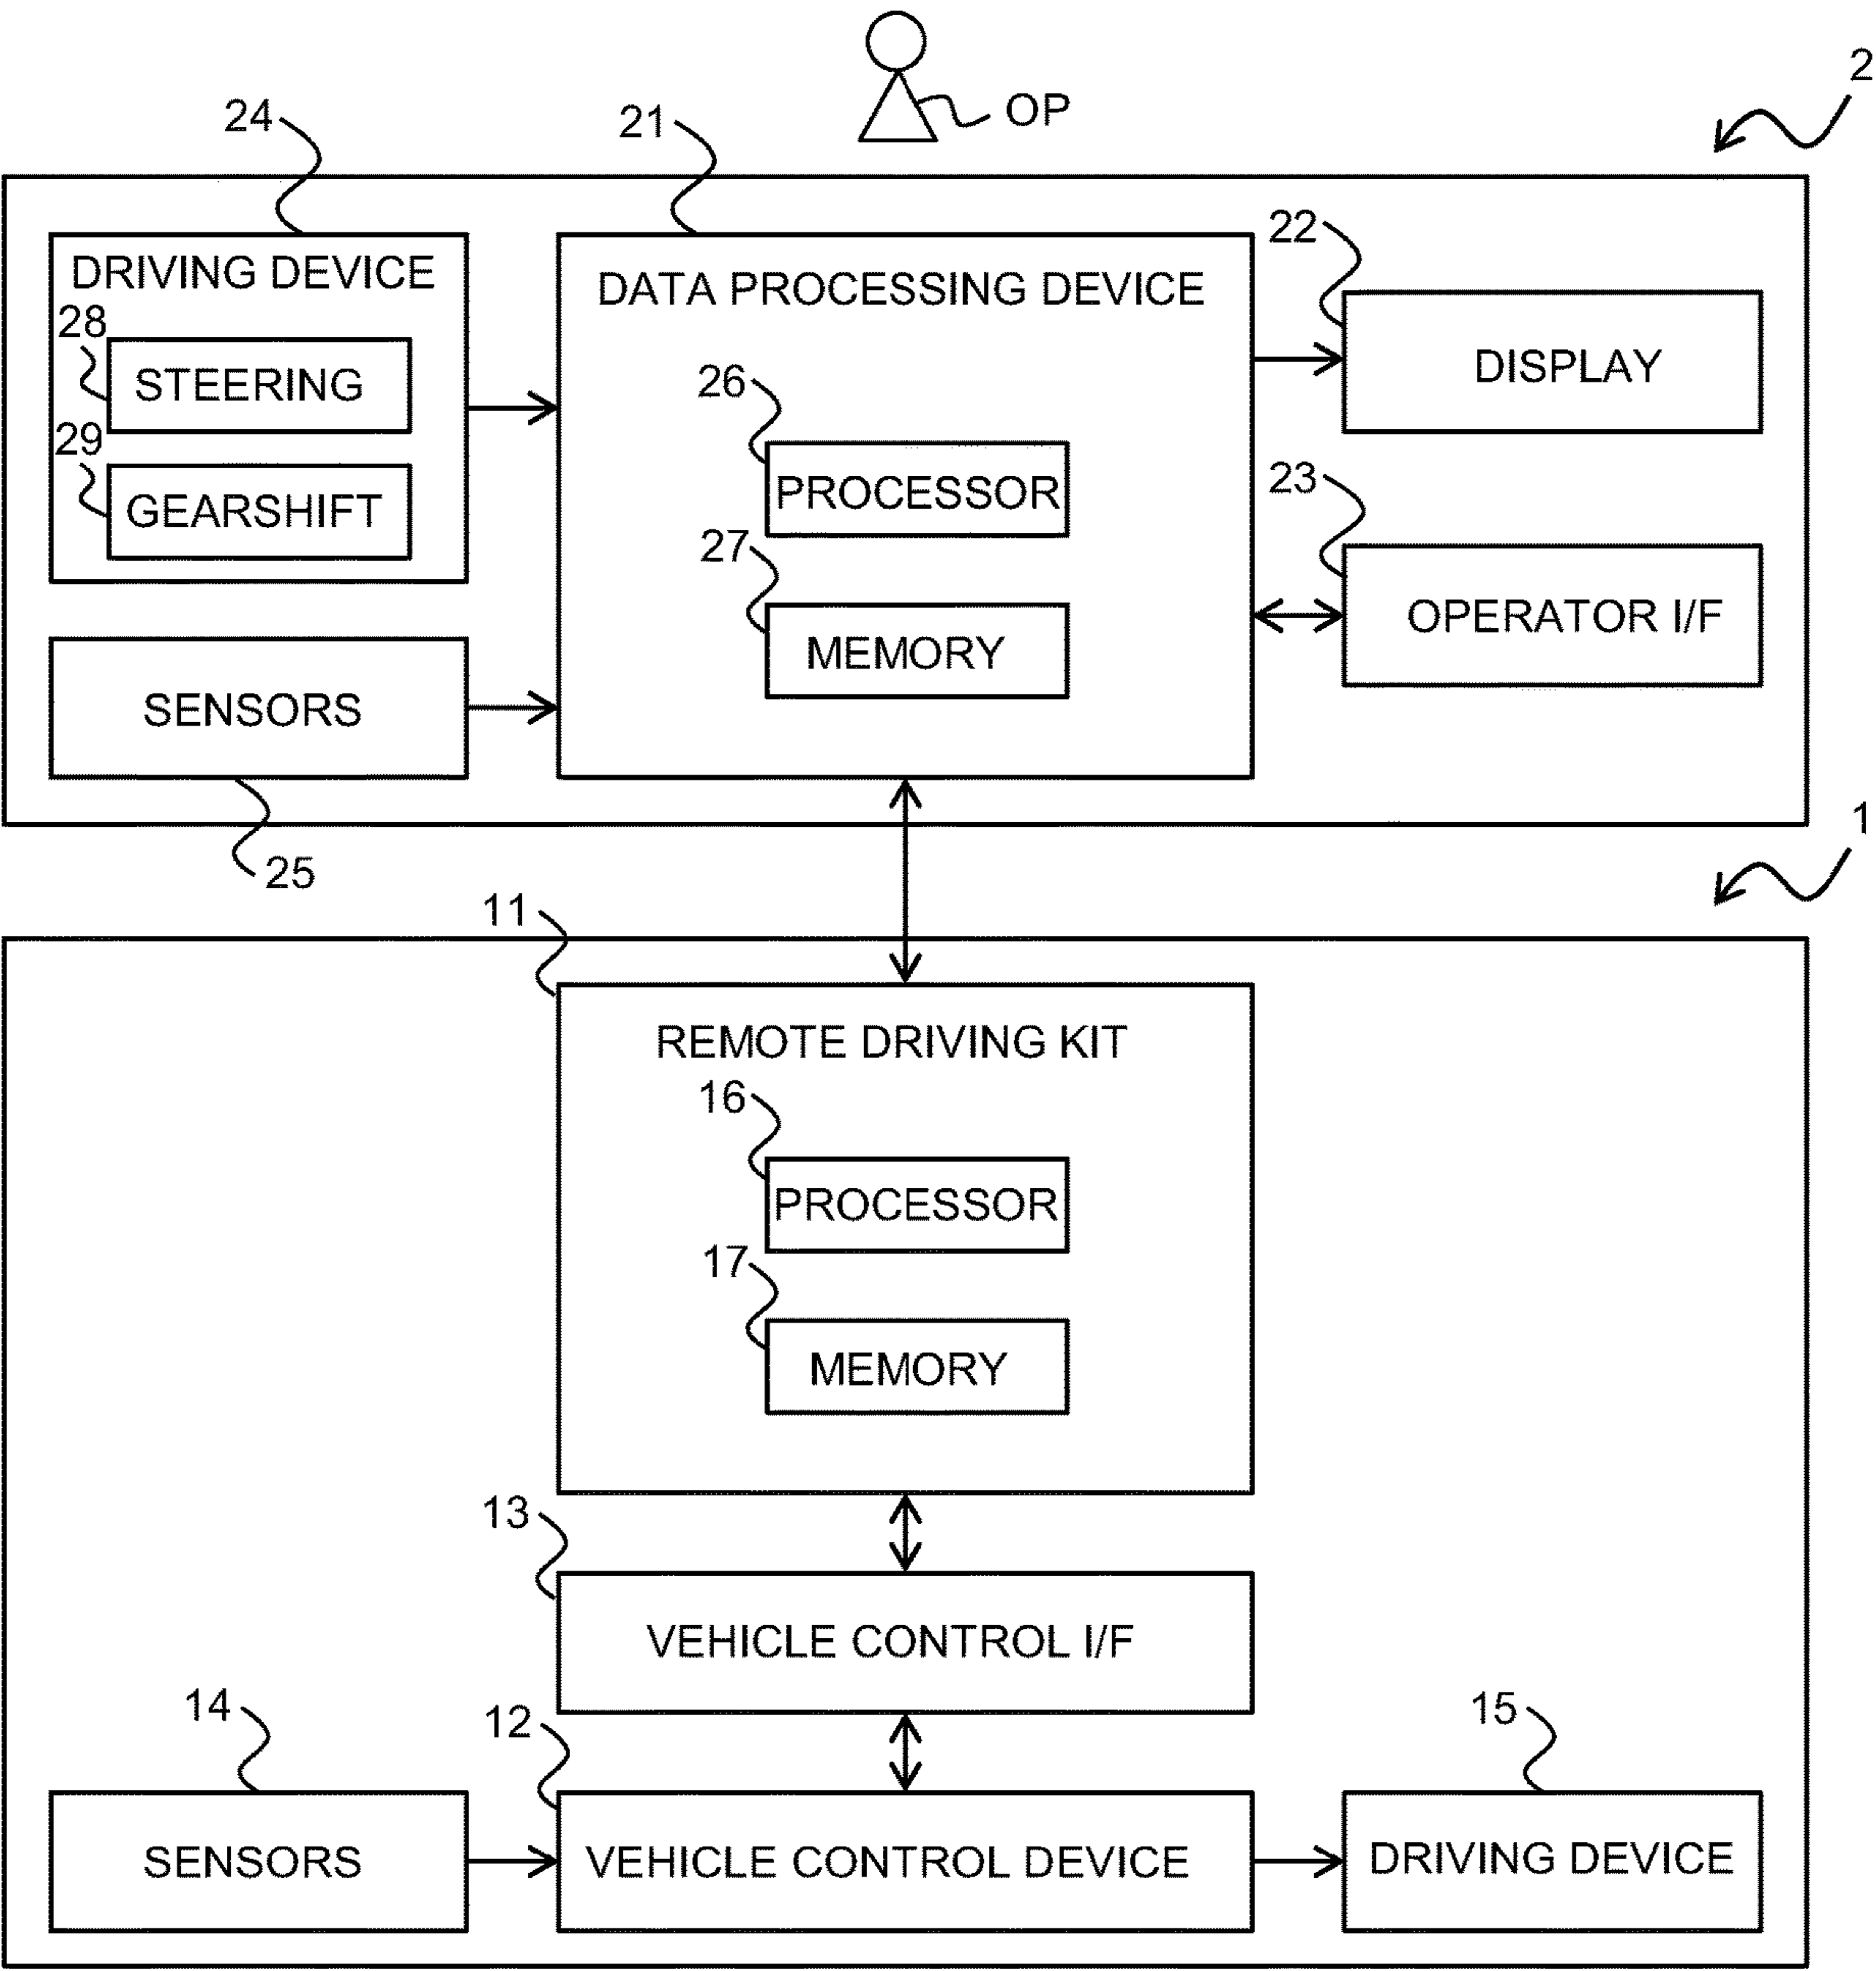 OP
2
24
21
22
DRIVING DEVICE
DATA PROCESSING DEVICE
28
STEERING
DISPLAY
26
29
PROCESSOR
23
GEARSHIFT
27
OPERATOR I/F
MEMORY
SENSORS
25
1
11
REMOTE DRIVING KIT
16
PROCESSOR
17
MEMORY
13
VEHICLE CONTROL I/F
14
12
15
SENSORS
VEHICLE CONTROL DEVICE
DRIVING DEVICE